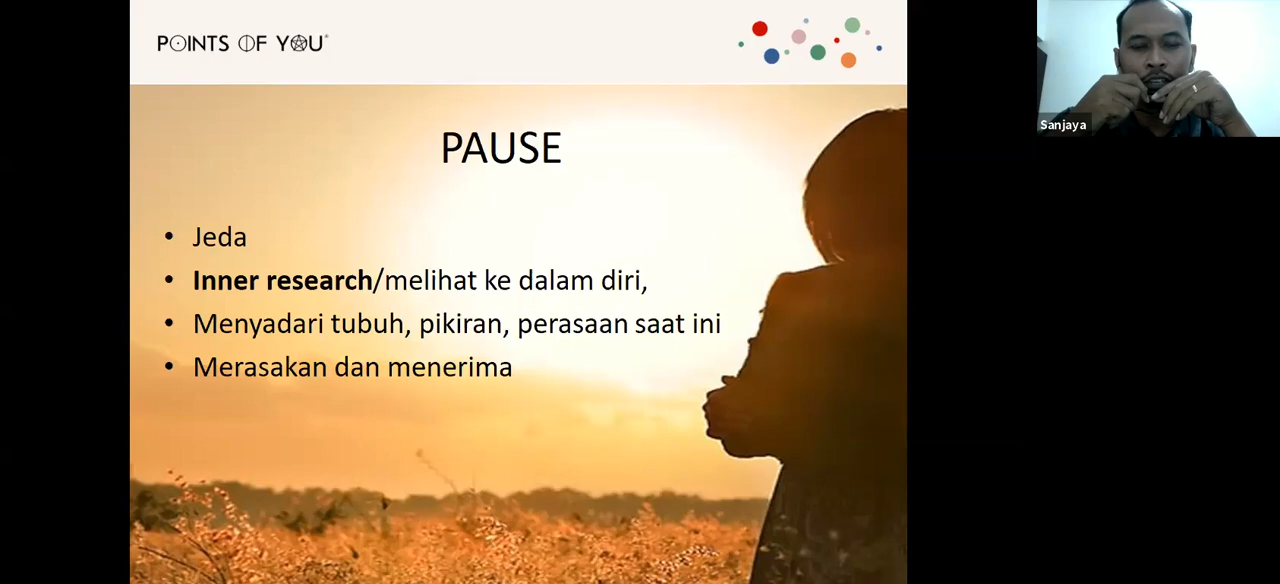 POINTS OF YOU®
PAUSE
• Jeda
• Inner research/melihat ke dalam diri,
• Menyadari tubuh, pikiran, perasaan saat ini
• Merasakan dan menerima
Sanjaya